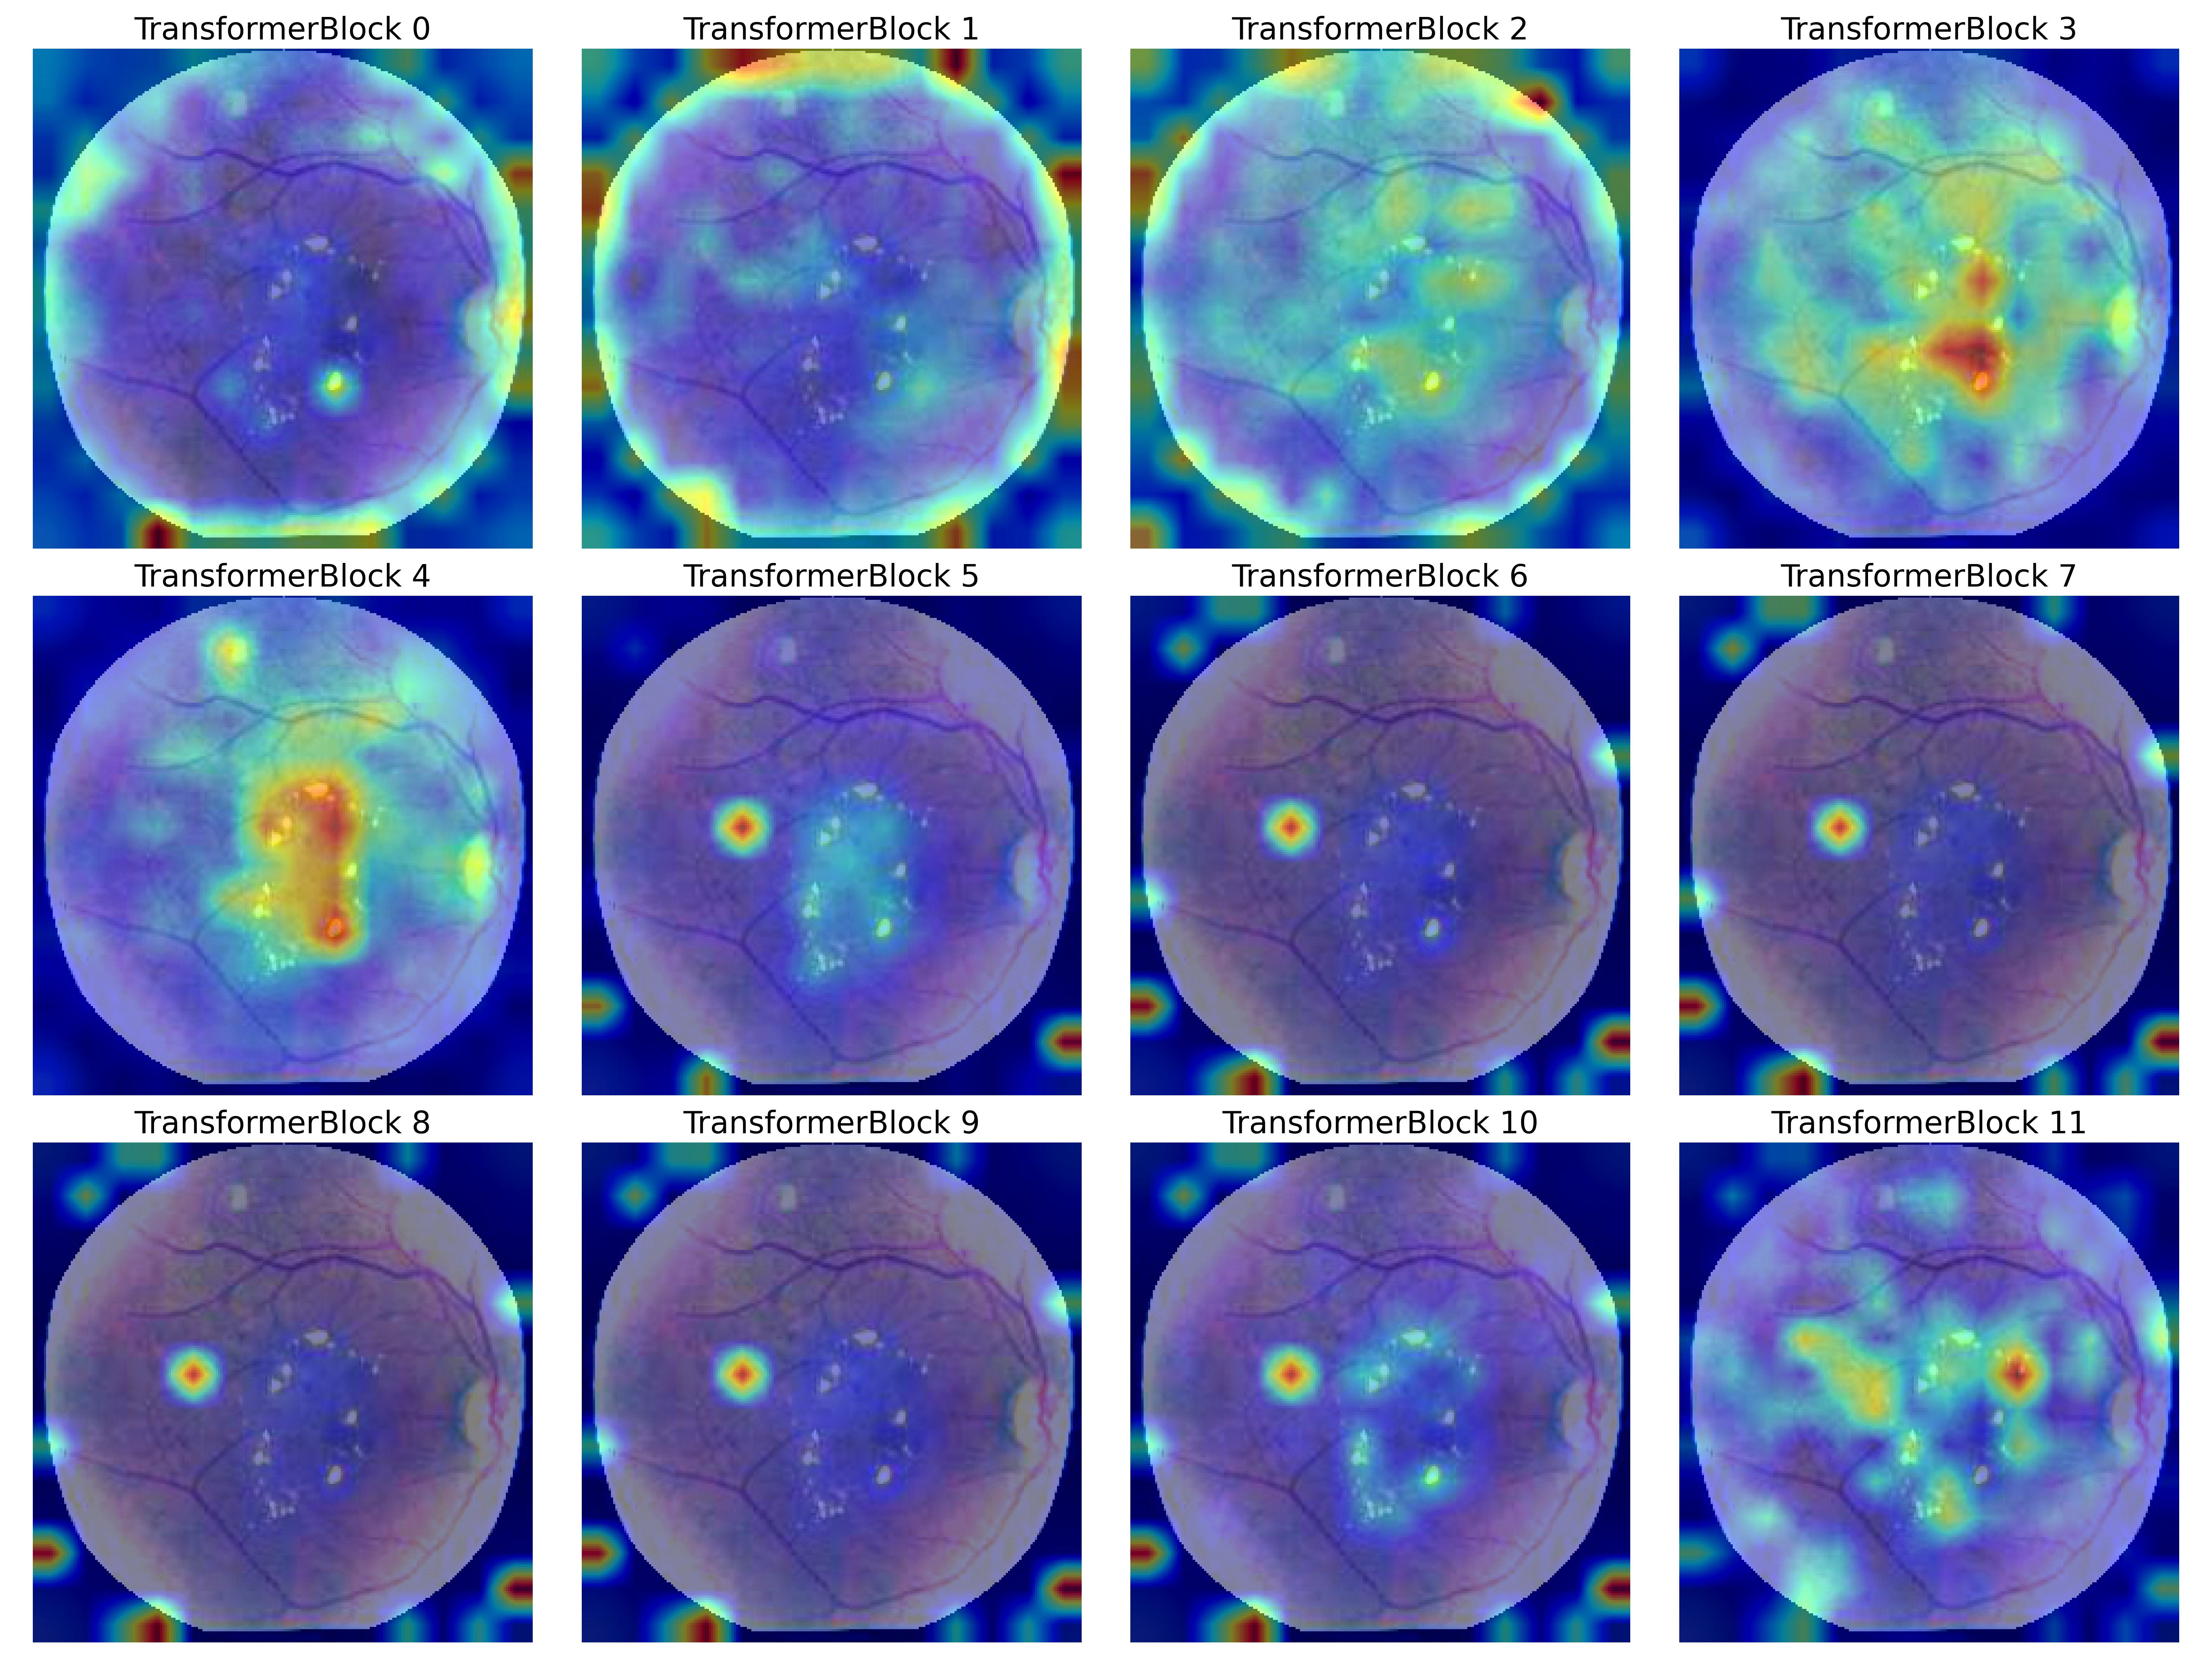 TransformerBlock 0
TransformerBlock 1
TransformerBlock 2
TransformerBlock 3
TransformerBlock 4
TransformerBlock 5
TransformerBlock 6
TransformerBlock 7
TransformerBlock 8
TransformerBlock 9
TransformerBlock 10
TransformerBlock 11